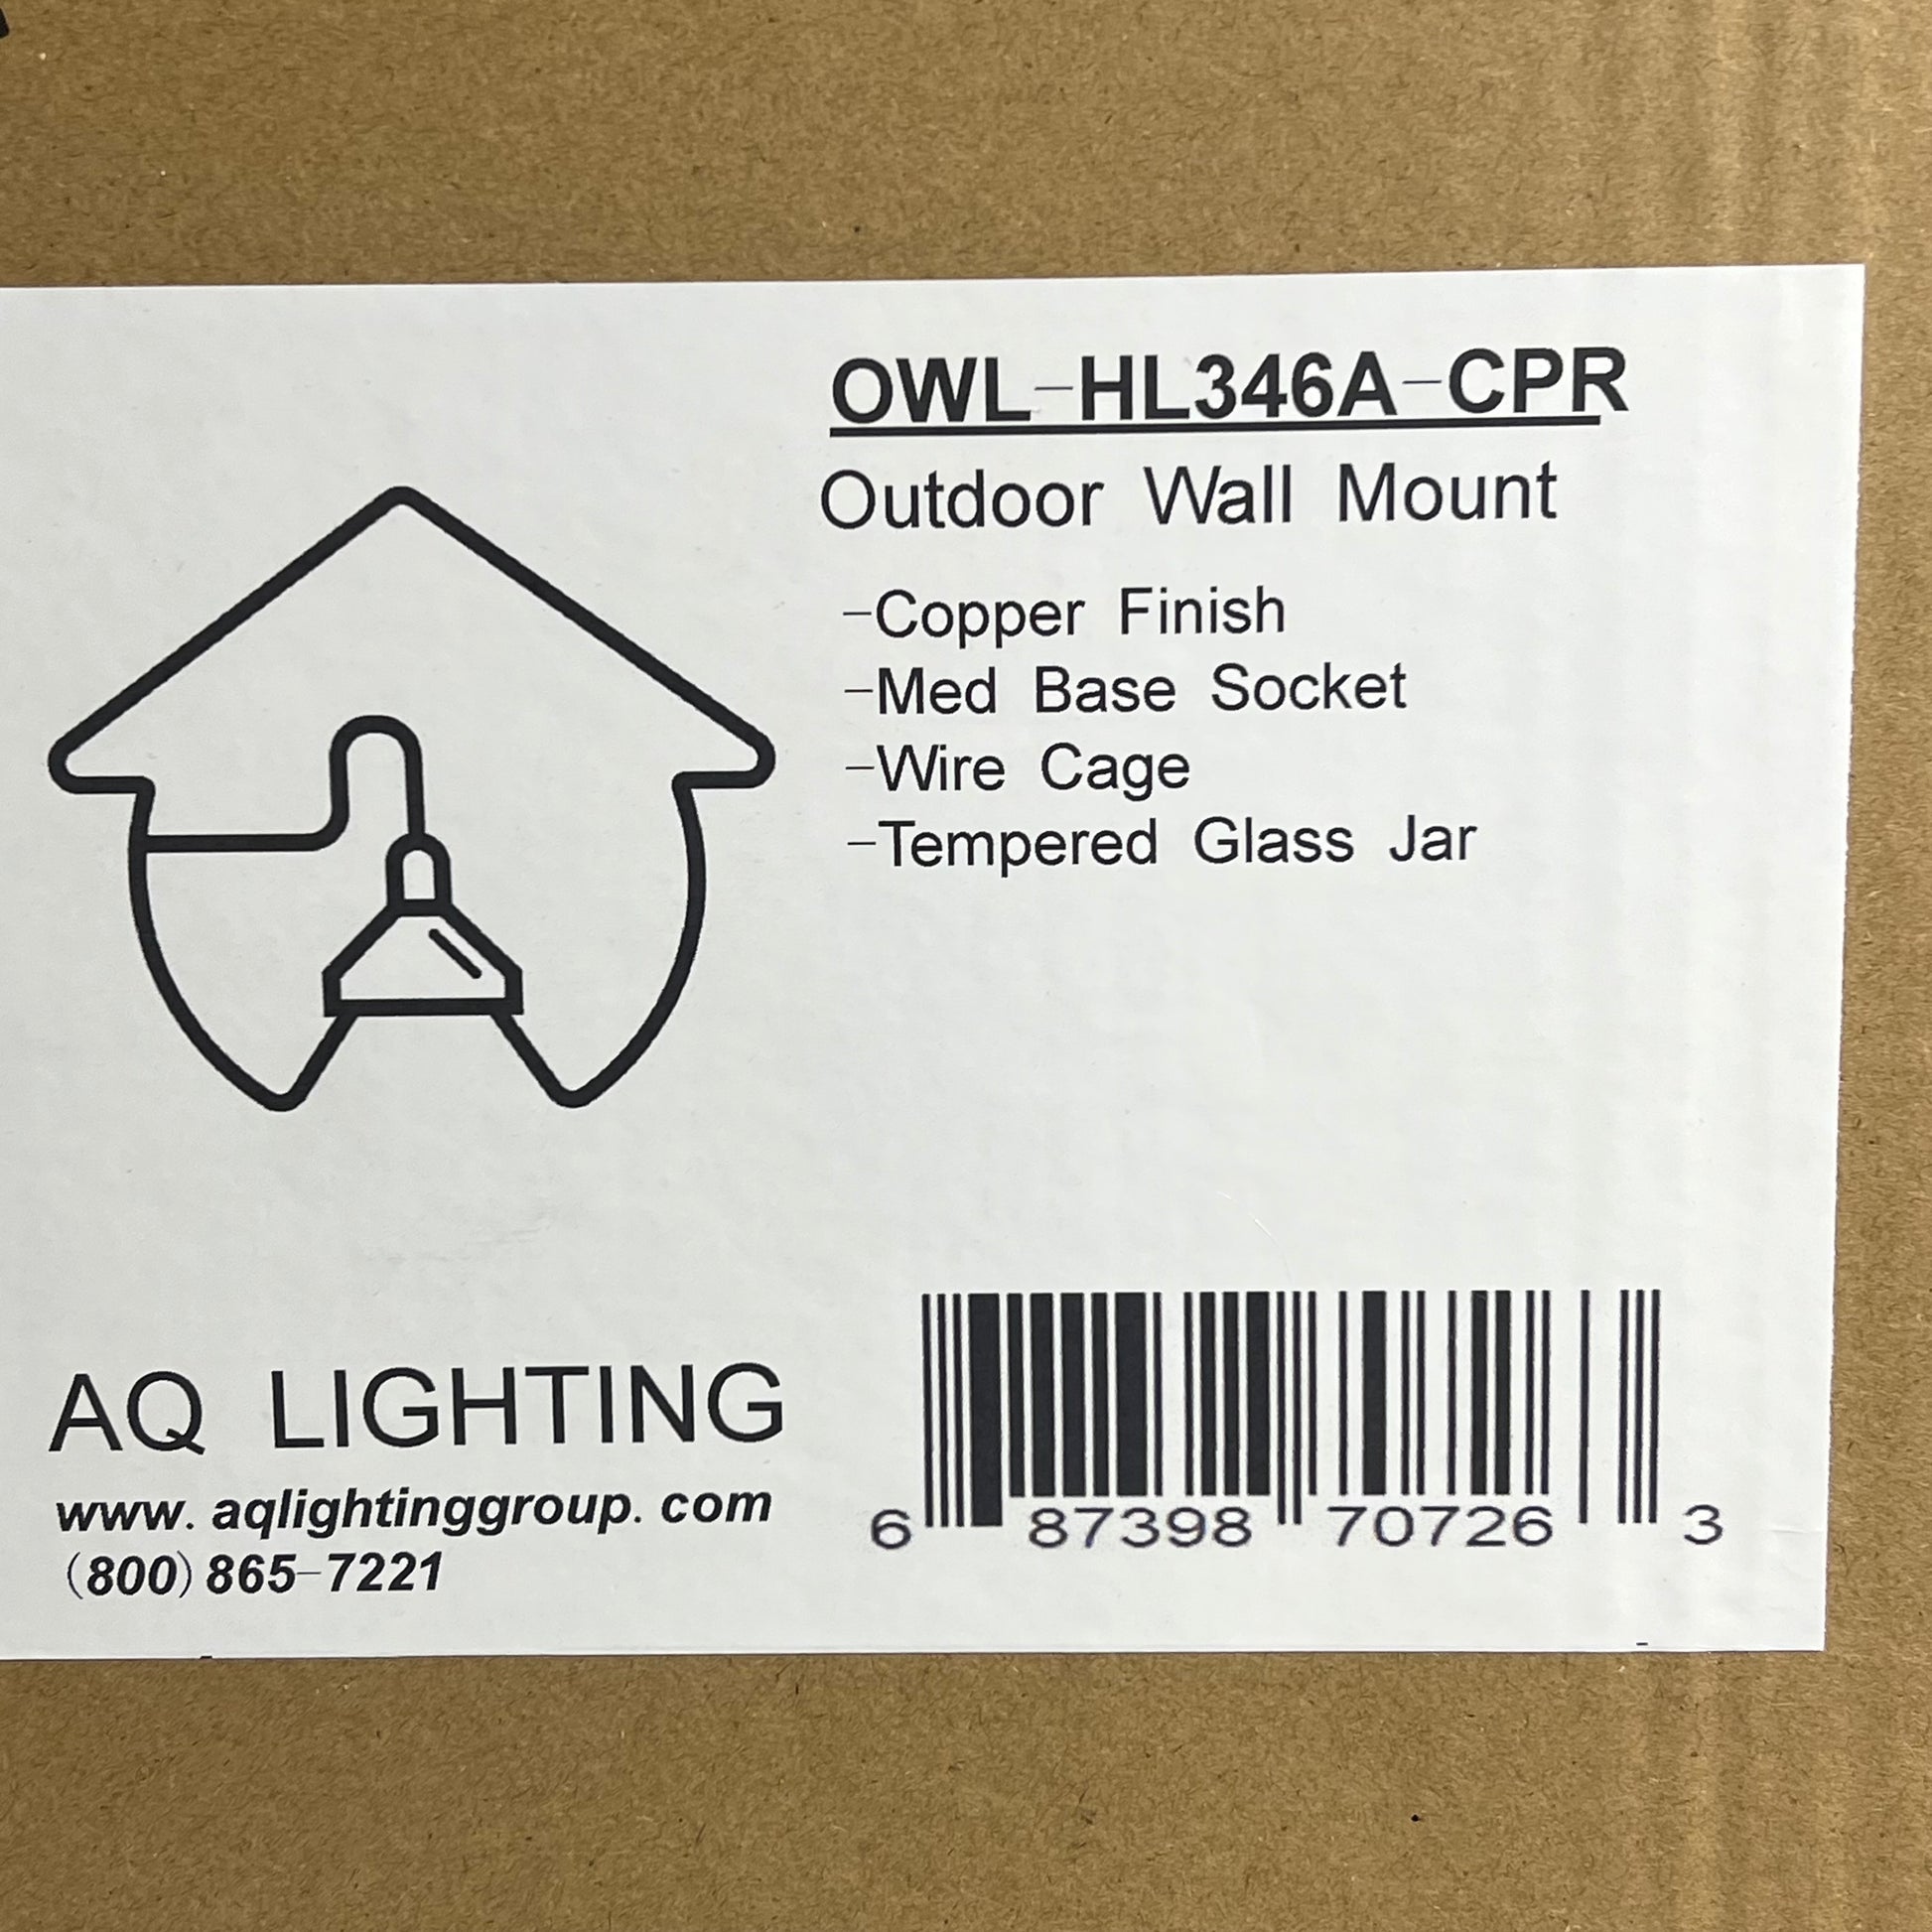 OWL-HL346A-CPR
Outdoor Wall Mount
-Copper Finish
-Med Base Socket
-Wire Cage
-Tempered Glass Jar
AQ LIGHTING
www. aqlightinggroup. com
(800) 865-7221
6 87398 70726 3